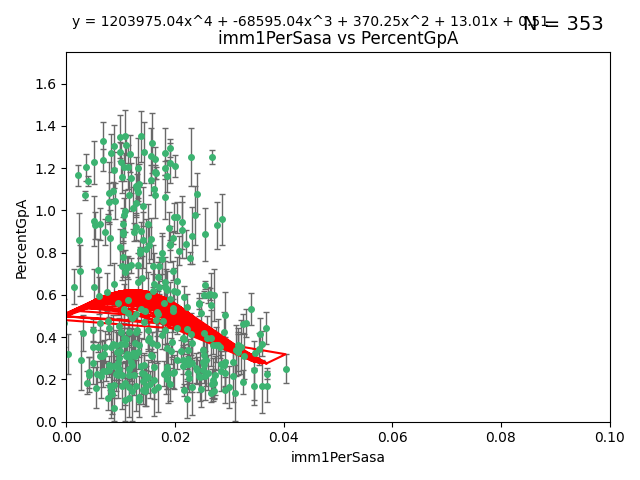 y = 1203975.04x^4 + -68595.04x^3 + 370.25x^2 + 13.01x + 0.51
N = 353
imm1PerSasa vs PercentGpA
PercentGpA
1.6
1.4
1.2
1.0
0.8
0.6
0.4
0.2
0.0
0.00 0.02 0.04 0.06 0.08 0.10
imm1PerSasa